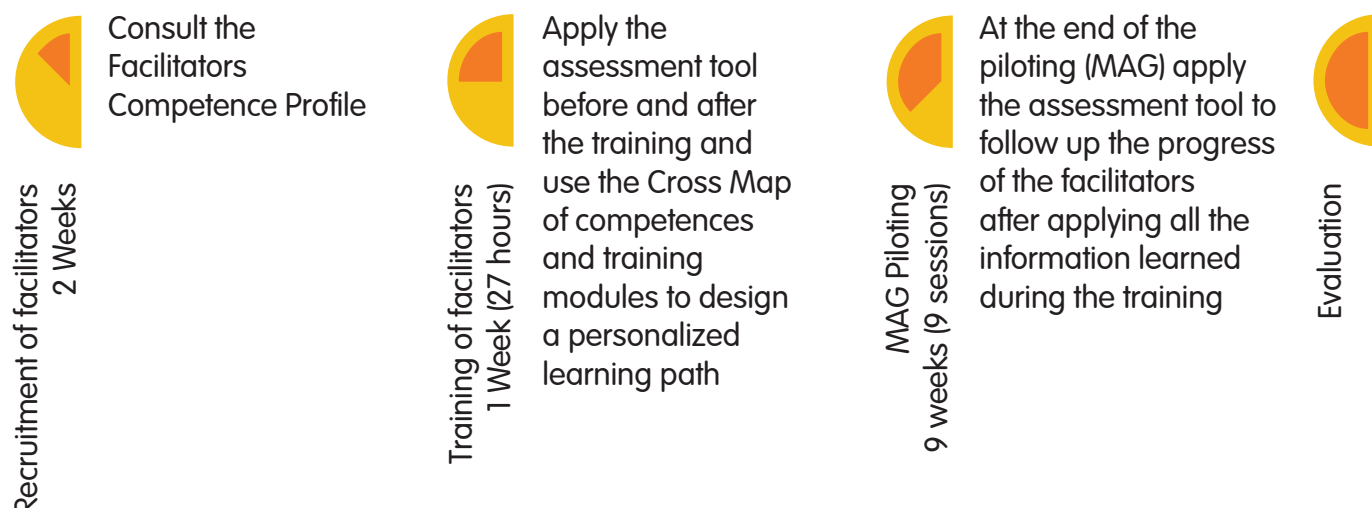 Recruitment of facilitators
2 Weeks
Consult the
Facilitators
Competence Profile
Training of facilitators
1 Week (27 hours)
Apply the
assessment tool
before and after
the training and
use the Cross Map
of competences
and training
modules to design
a personalized
learning path
MAG Piloting
9 weeks (9 sessions)
At the end of the
piloting (MAG) apply
the assessment tool to
follow up the progress
of the facilitators
after applying all the
information learned
during the training
Evaluation